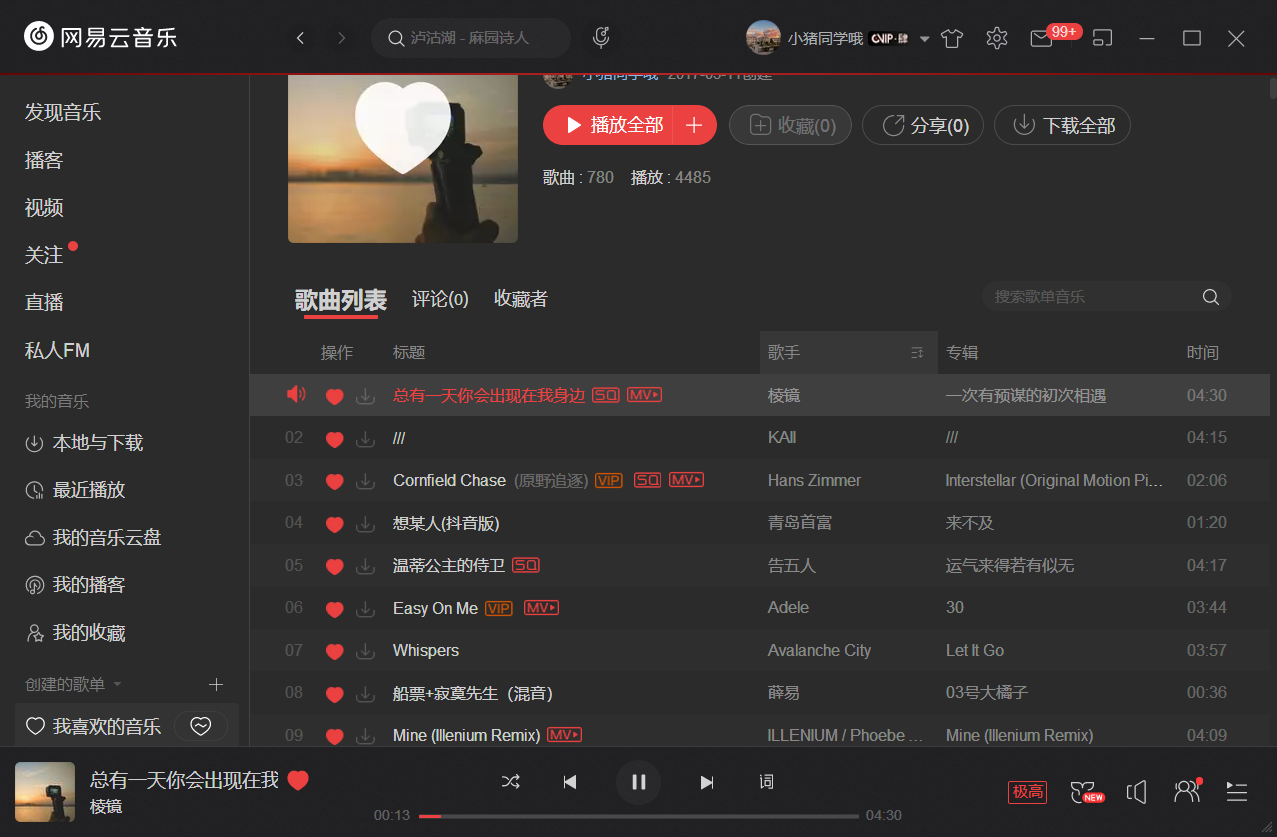 网易云音乐
泸沽湖 - 麻园诗人
小猪同学哦
CVIP·肆
99+
小猪同学哦 2017-03-11创建
播放全部
收藏(0)
分享(0)
下载全部
歌曲 : 780 播放 : 4485
发现音乐
播客
视频
关注
直播
私人FM
我的音乐
本地与下载
最近播放
我的音乐云盘
我的播客
我的收藏
创建的歌单
我喜欢的音乐
歌曲列表 评论(0) 收藏者
搜索歌单音乐
操作 标题 歌手 专辑 时间
总有一天你会出现在我身边 SQ MV 棱镜 一次有预谋的初次相遇 04:30
02 /// KAll /// 04:15
03 Cornfield Chase (原野追逐) VIP SQ MV Hans Zimmer Interstellar (Original Motion Pi... 02:06
04 想某人(抖音版) 青岛首富 来不及 01:20
05 温蒂公主的侍卫 SQ 告五人 运气来得若有似无 04:17
06 Easy On Me VIP MV Adele 30 03:44
07 Whispers Avalanche City Let It Go 03:57
08 船票+寂寞先生（混音） 薛易 03号大橘子 00:36
09 Mine (Illenium Remix) MV ILLENIUM / Phoebe ... Mine (Illenium Remix) 04:09
总有一天你会出现在我
棱镜
词
00:13
04:30
极高
NEW